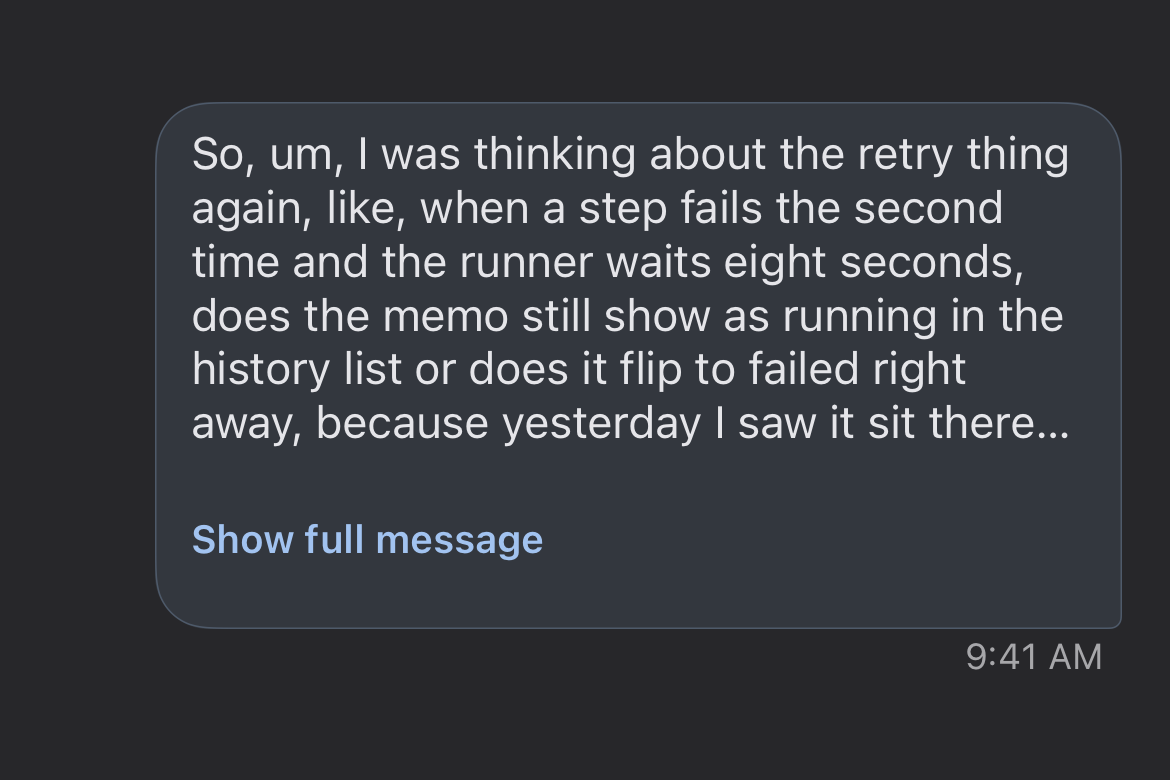 So, um, I was thinking about the retry thing
again, like, when a step fails the second
time and the runner waits eight seconds,
does the memo still show as running in the
history list or does it flip to failed right
away, because yesterday I saw it sit there...
Show full message
9:41 AM